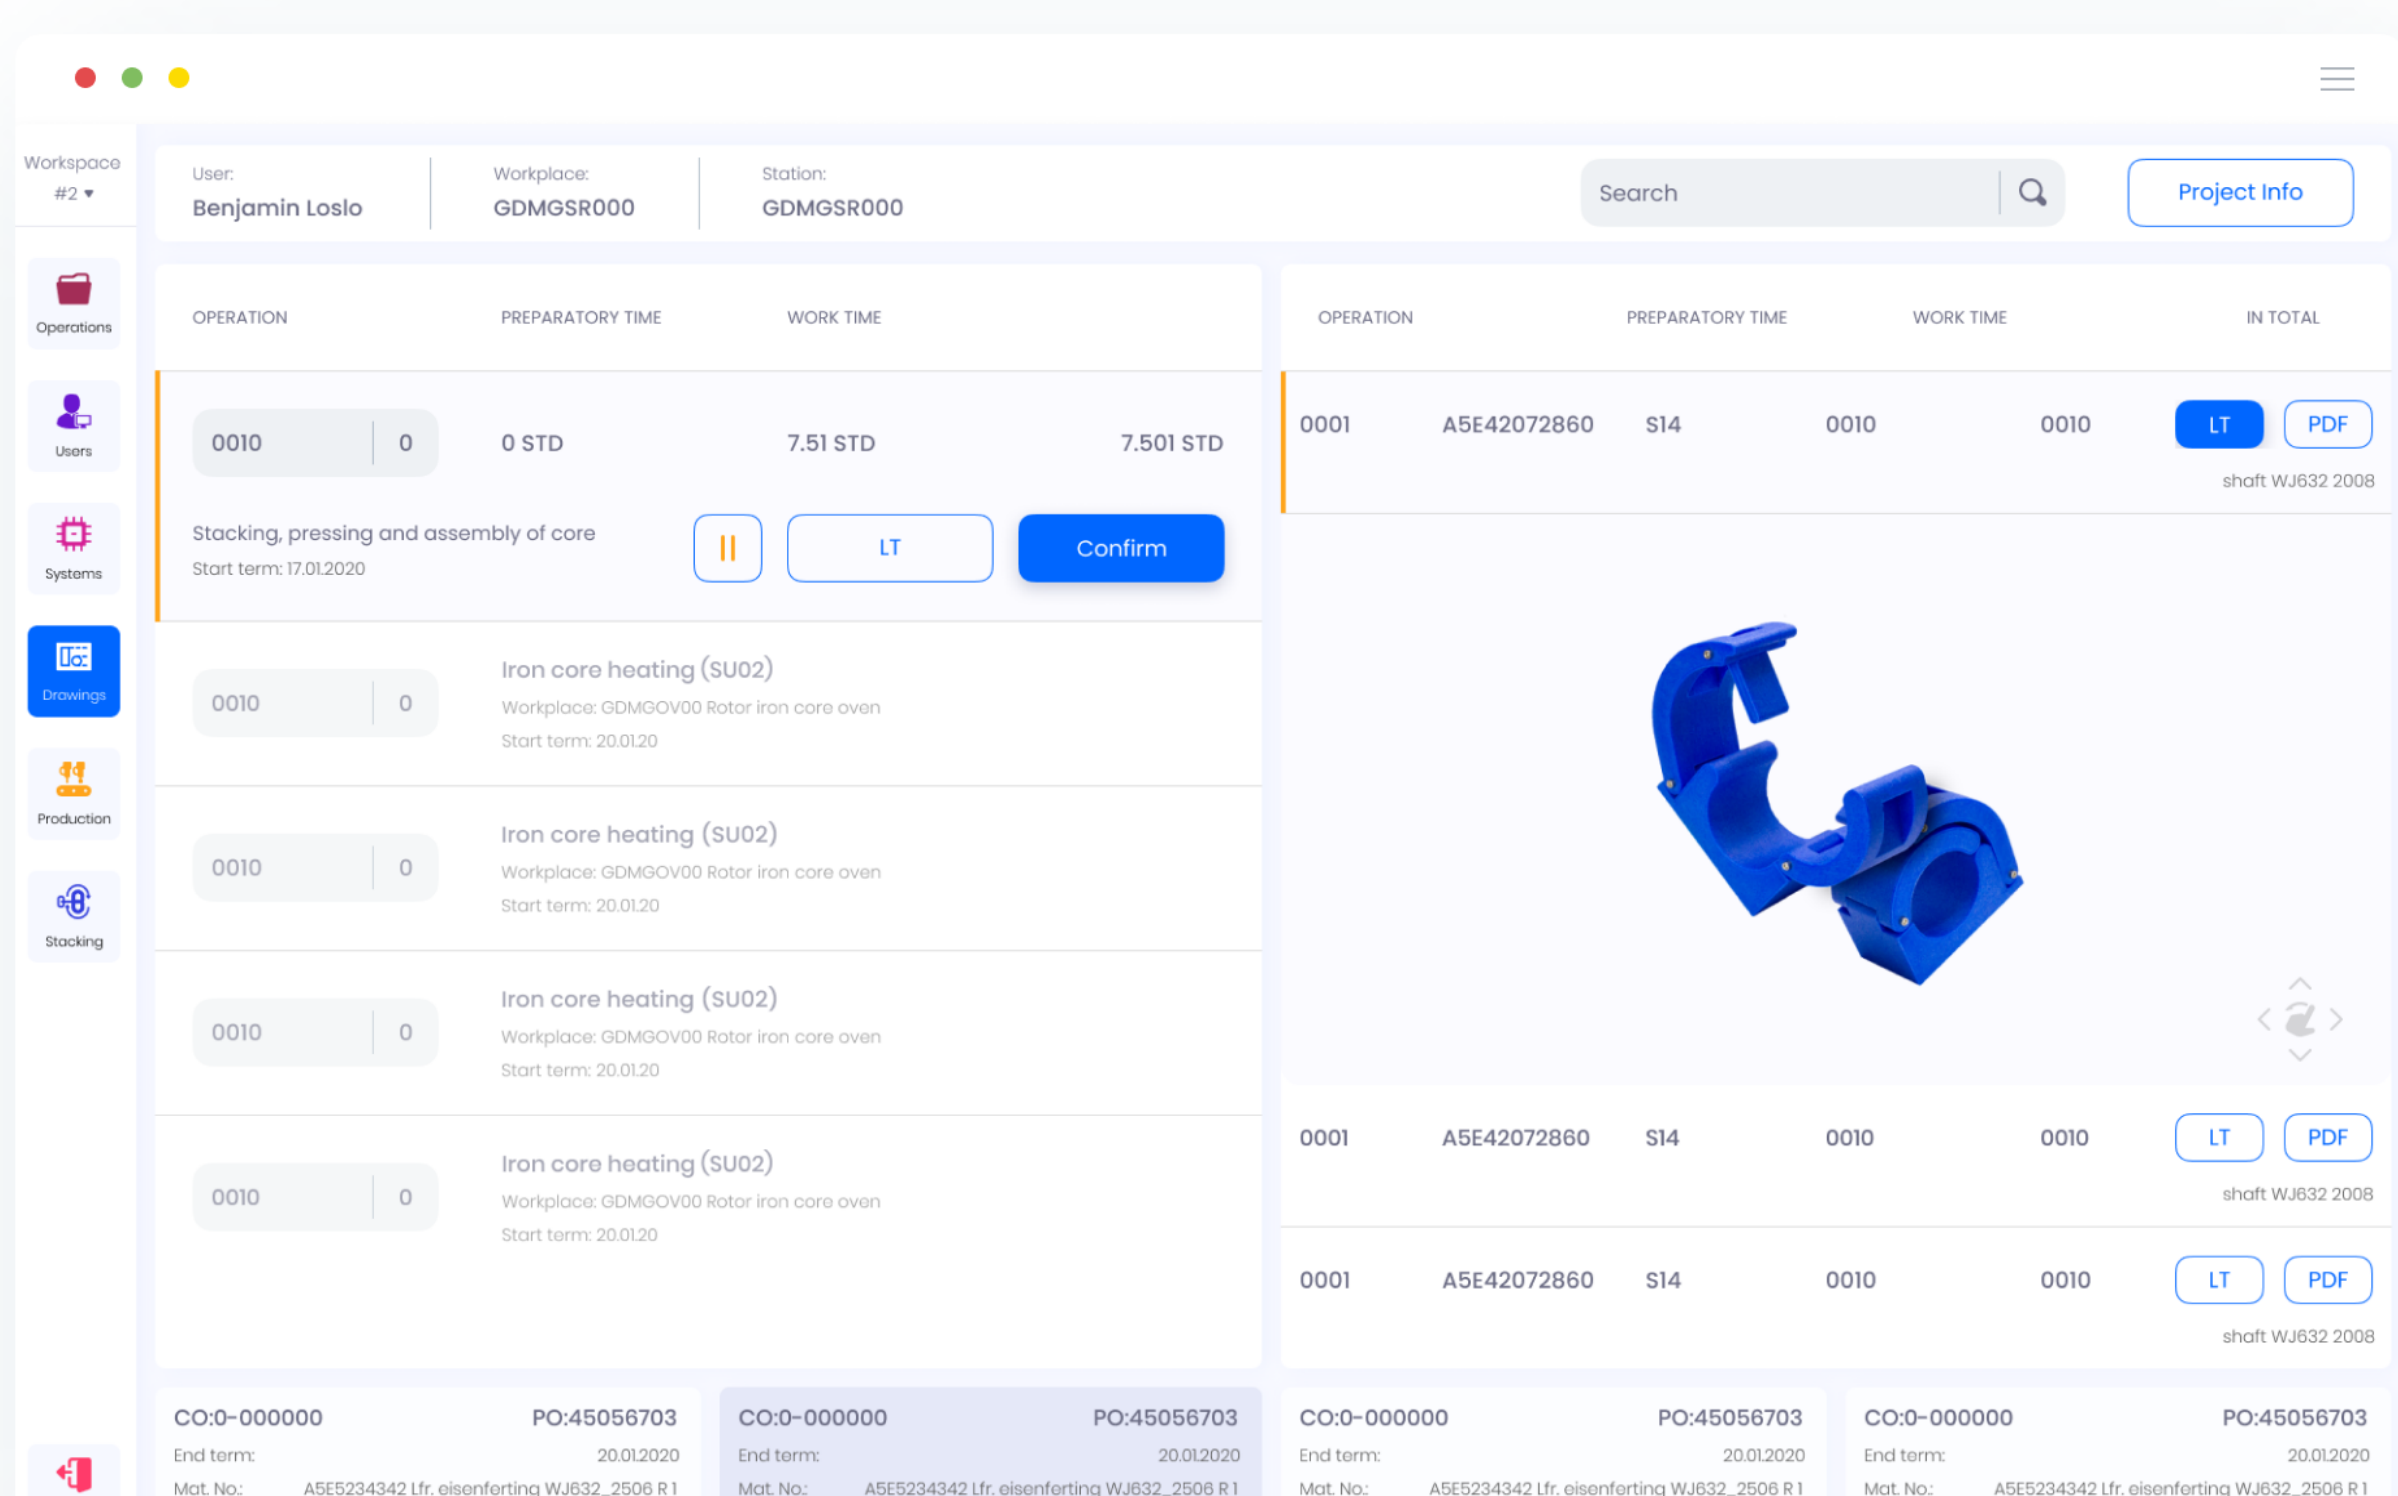 Workspace
#2
Operations
Users
Systems
Drawings
Production
Stacking
User:
Benjamin Loslo
Workplace:
GDMGSR000
Station:
GDMGSR000
Search
Project Info
OPERATION PREPARATORY TIME WORK TIME
0010 0 0 STD 7.51 STD 7.501 STD
Stacking, pressing and assembly of core
Start term: 17.01.2020
LT
Confirm
0010 0
Iron core heating (SU02)
Workplace: GDMGOV00 Rotor iron core oven
Start term: 20.01.20
0010 0
Iron core heating (SU02)
Workplace: GDMGOV00 Rotor iron core oven
Start term: 20.01.20
0010 0
Iron core heating (SU02)
Workplace: GDMGOV00 Rotor iron core oven
Start term: 20.01.20
0010 0
Iron core heating (SU02)
Workplace: GDMGOV00 Rotor iron core oven
Start term: 20.01.20
OPERATION PREPARATORY TIME WORK TIME IN TOTAL
0001 A5E42072860 S14 0010 0010 LT PDF
shaft WJ632 2008
0001 A5E42072860 S14 0010 0010 LT PDF
shaft WJ632 2008
0001 A5E42072860 S14 0010 0010 LT PDF
shaft WJ632 2008
CO:0-000000 PO:45056703
End term: 20.01.2020
Mat. No.: A5E5234342 Lfr. eisenferting WJ632_2506 R 1
CO:0-000000 PO:45056703
End term: 20.01.2020
Mat. No.: A5E5234342 Lfr. eisenferting WJ632_2506 R 1
CO:0-000000 PO:45056703
End term: 20.01.2020
Mat. No.: A5E5234342 Lfr. eisenferting WJ632_2506 R 1
CO:0-000000 PO:45056703
End term: 20.01.2020
Mat. No.: A5E5234342 Lfr. eisenferting WJ632_2506 R 1